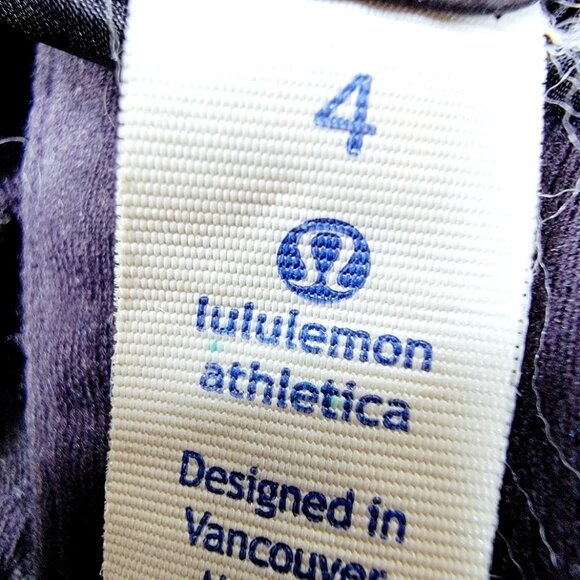 4
lululemon
athletica
Designed in
Vancouver